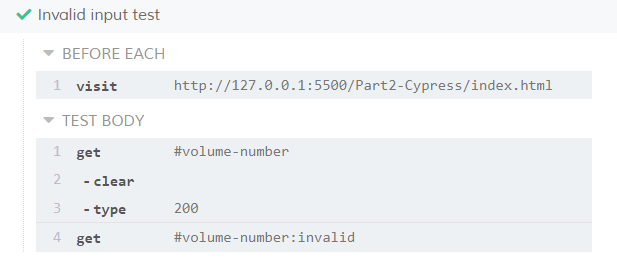 Invalid input test
BEFORE EACH
1 visit http://127.0.0.1:5500/Part2-Cypress/index.html
TEST BODY
1 get #volume-number
2 - clear
3 - type 200
4 get #volume-number:invalid